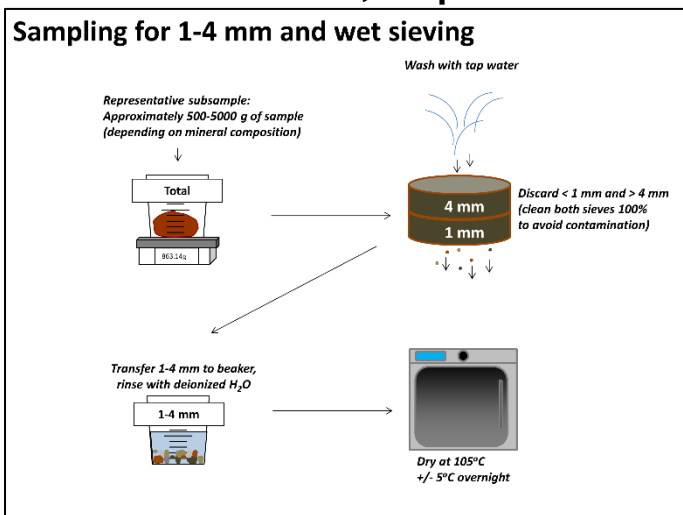 Sampling for 1-4 mm and wet sieving
Wash with tap water
Representative subsample:
Approximately 500-5000 g of sample
(depending on mineral composition)
Total
863.14g
4 mm
1 mm
Discard < 1 mm and > 4 mm
(clean both sieves 100%
to avoid contamination)
Transfer 1-4 mm to beaker,
rinse with deionized H₂O
1-4 mm
Dry at 105°C
+/- 5°C overnight